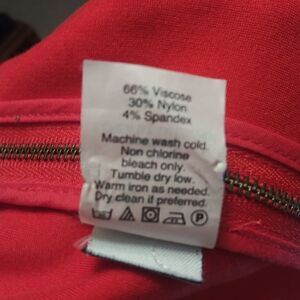 66% Viscose
30% Nylon
4% Spandex
Machine wash cold.
Non chlorine
bleach only.
Tumble dry low.
Warm iron as needed.
Dry clean if preferred.
P